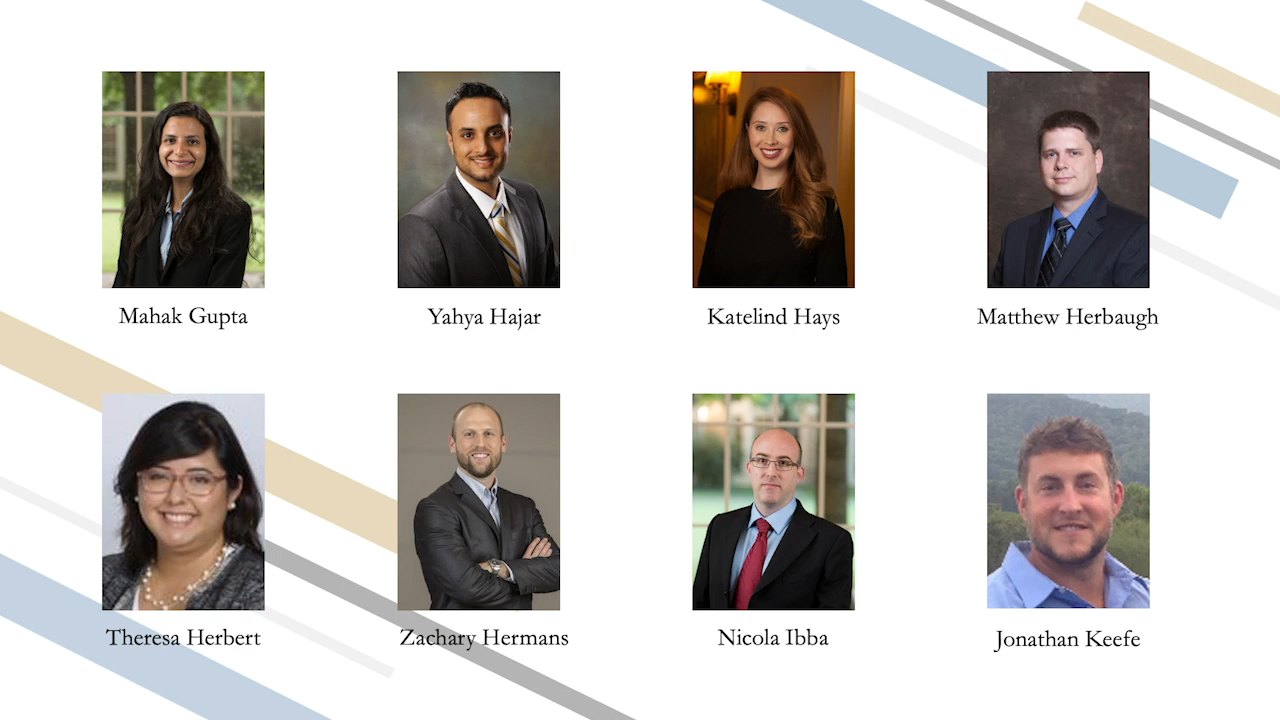 Mahak Gupta
Yahya Hajar
Katelind Hays
Matthew Herbaugh
Theresa Herbert
Zachary Hermans
Nicola Ibba
Jonathan Keefe